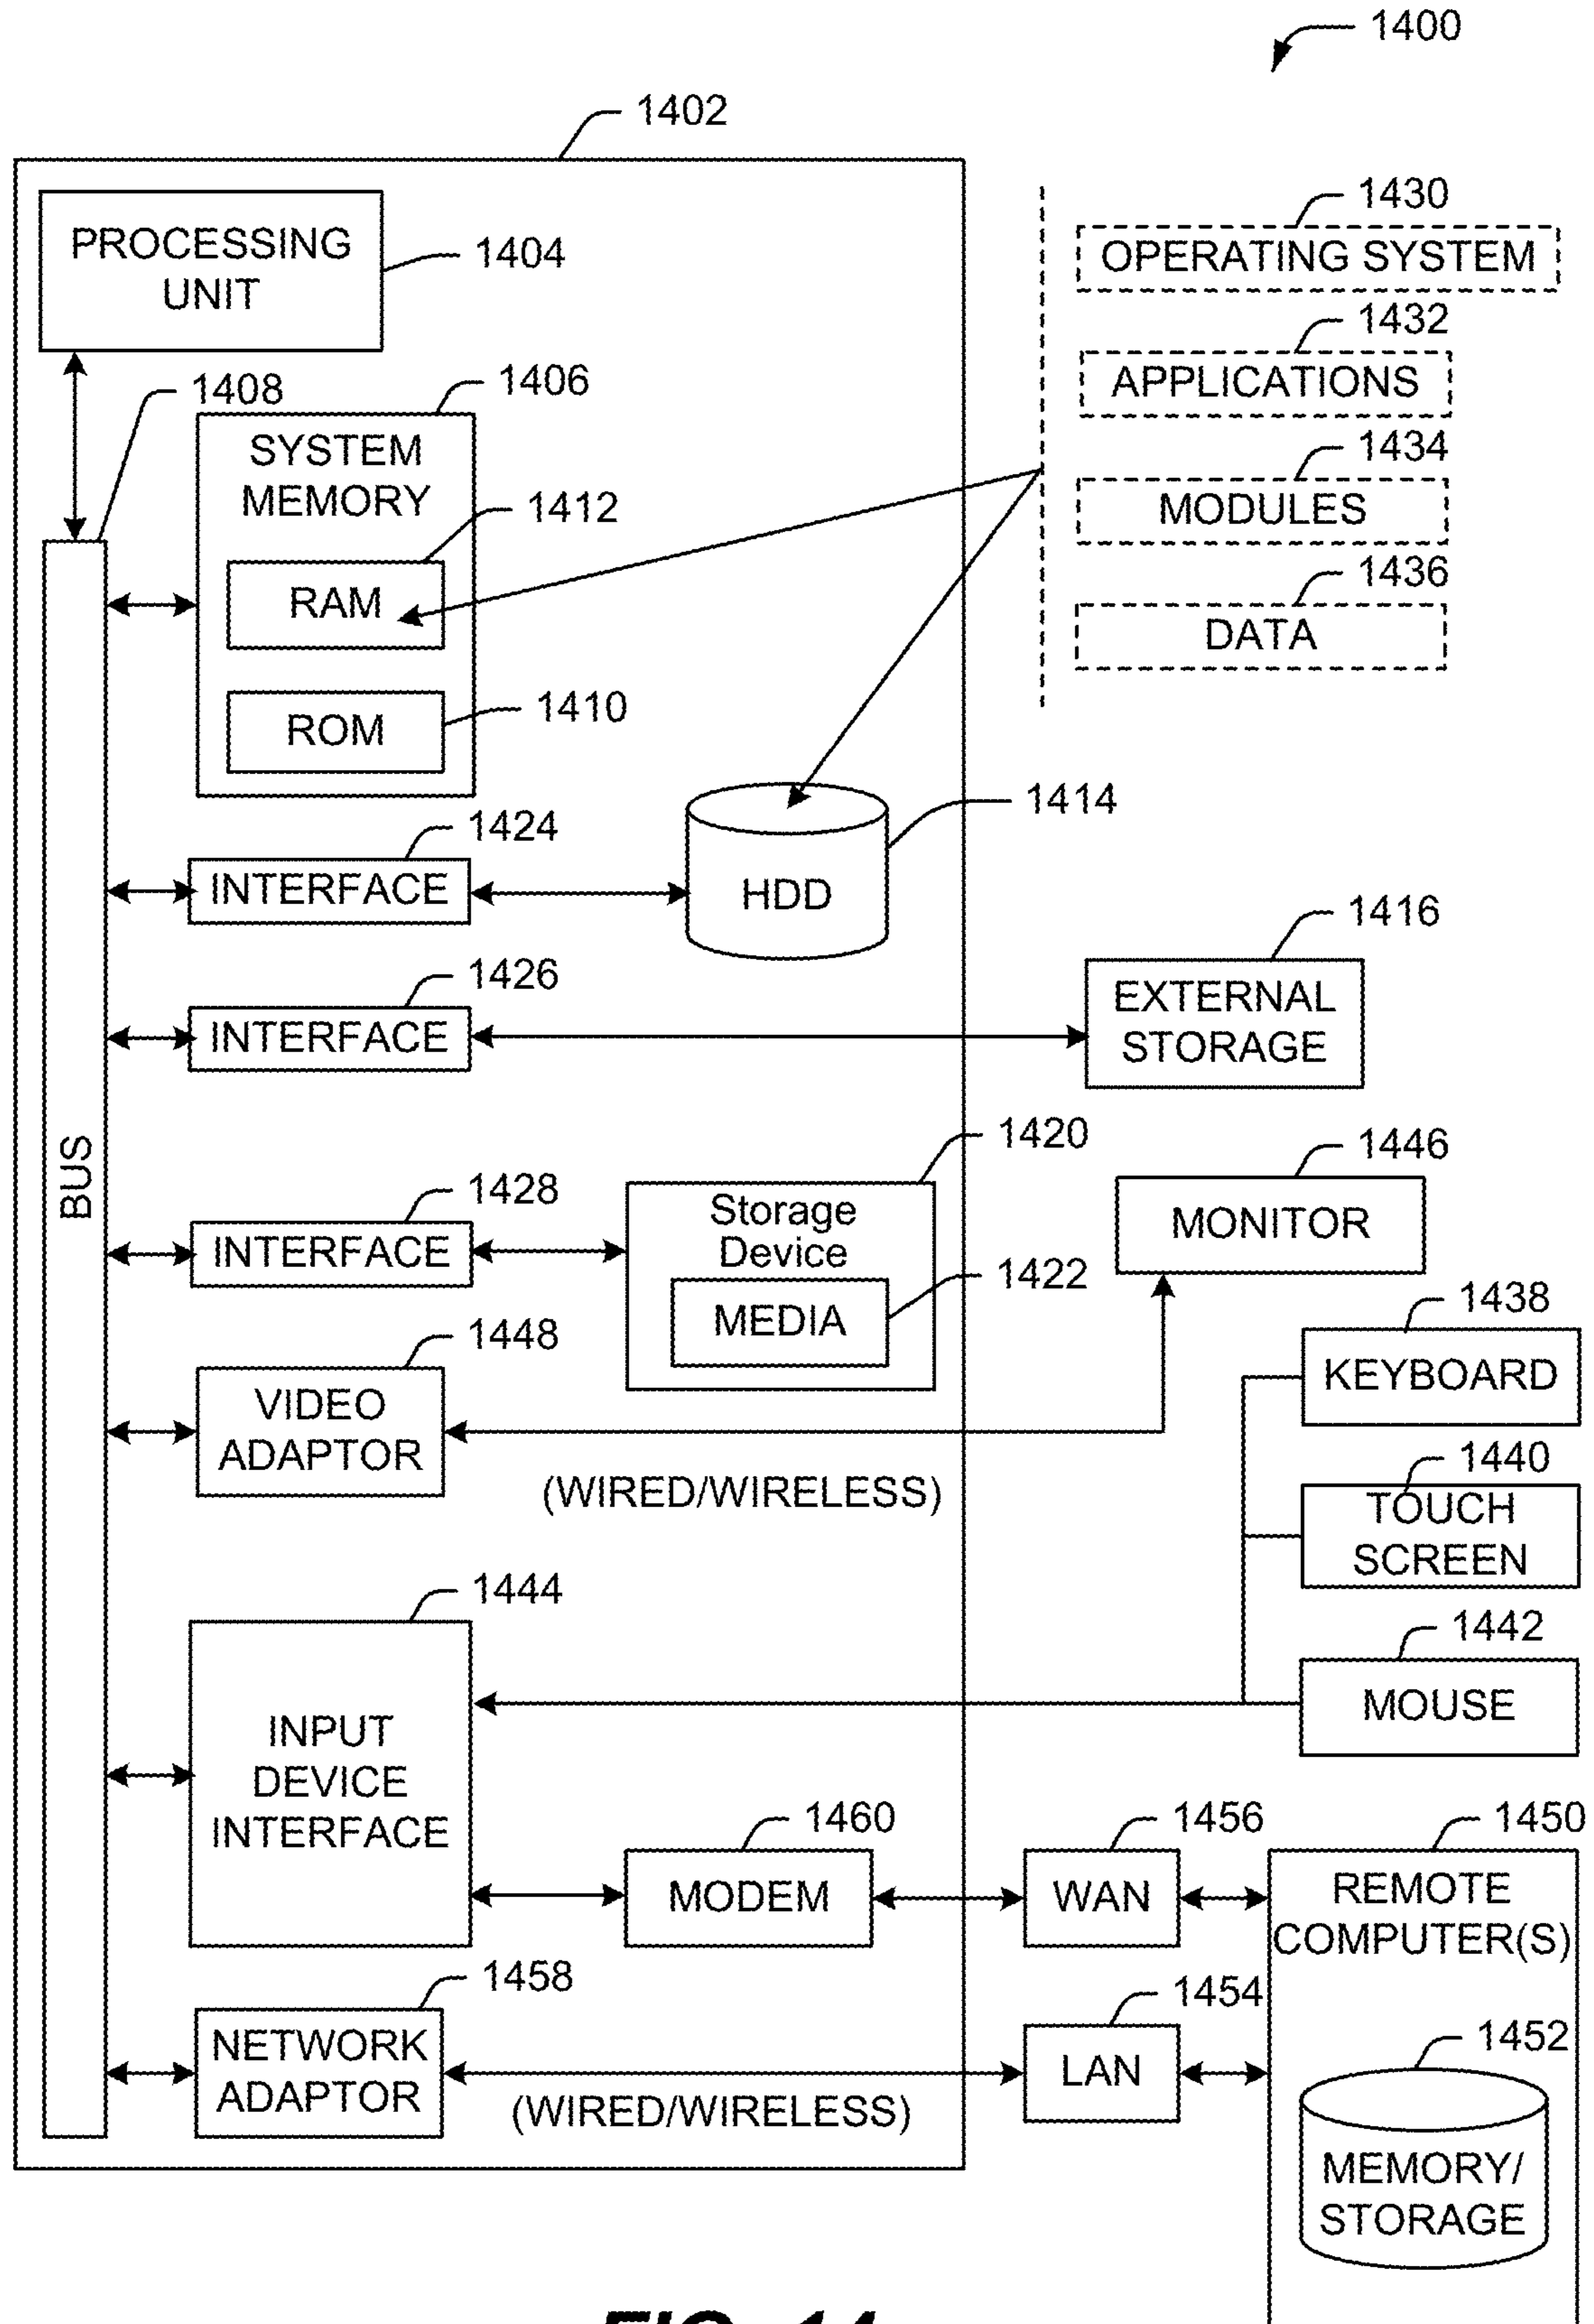 1400
1402
PROCESSING
UNIT
1404
1430
OPERATING SYSTEM
1432
APPLICATIONS
1434
MODULES
1436
DATA
1408
1406
SYSTEM
MEMORY
1412
RAM
1410
ROM
1424
INTERFACE
1414
HDD
1426
INTERFACE
1416
EXTERNAL
STORAGE
BUS
1428
INTERFACE
1420
Storage
Device
1422
MEDIA
1446
MONITOR
1448
VIDEO
ADAPTOR
(WIRED/WIRELESS)
1438
KEYBOARD
1440
TOUCH
SCREEN
1442
MOUSE
1444
INPUT
DEVICE
INTERFACE
1460
MODEM
1456
WAN
1450
REMOTE
COMPUTER(S)
1458
NETWORK
ADAPTOR
(WIRED/WIRELESS)
1454
LAN
1452
MEMORY/
STORAGE
FIG. 14